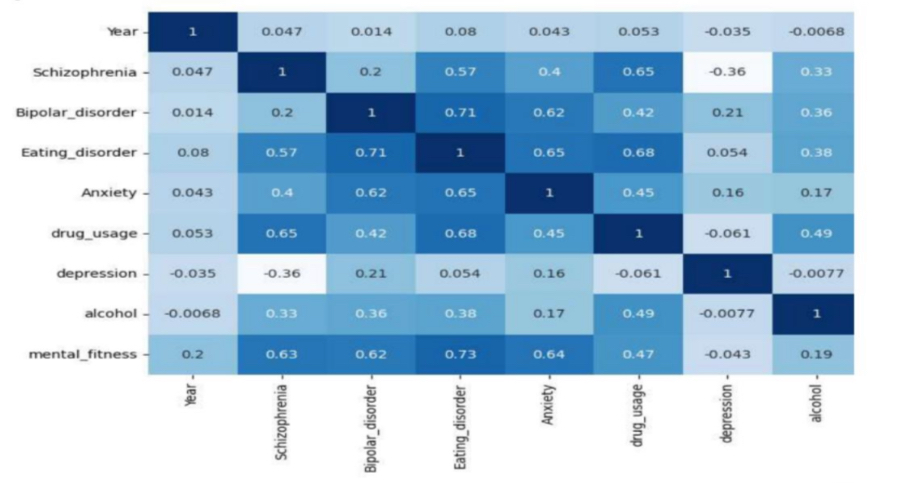 Year 1 0.047 0.014 0.08 0.043 0.053 -0.035 -0.0068
Schizophrenia 0.047 1 0.2 0.57 0.4 0.65 -0.36 0.33
Bipolar_disorder 0.014 0.2 1 0.71 0.62 0.42 0.21 0.36
Eating_disorder 0.08 0.57 0.71 1 0.65 0.68 0.054 0.38
Anxiety 0.043 0.4 0.62 0.65 1 0.45 0.16 0.17
drug_usage 0.053 0.65 0.42 0.68 0.45 1 -0.061 0.49
depression -0.035 -0.36 0.21 0.054 0.16 -0.061 1 -0.0077
alcohol -0.0068 0.33 0.36 0.38 0.17 0.49 -0.0077 1
mental_fitness 0.2 0.63 0.62 0.73 0.64 0.47 -0.043 0.19
Year
Schizophrenia
Bipolar_disorder
Eating_disorder
Anxiety
drug_usage
depression
alcohol